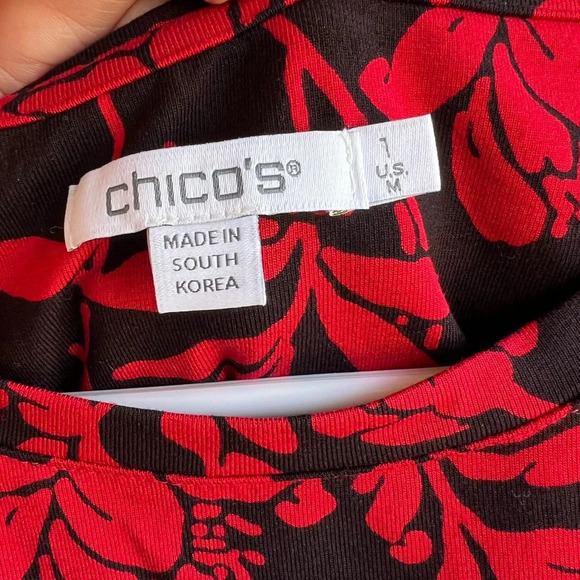 chico's®
1
U.S.
M
MADE IN
SOUTH
KOREA